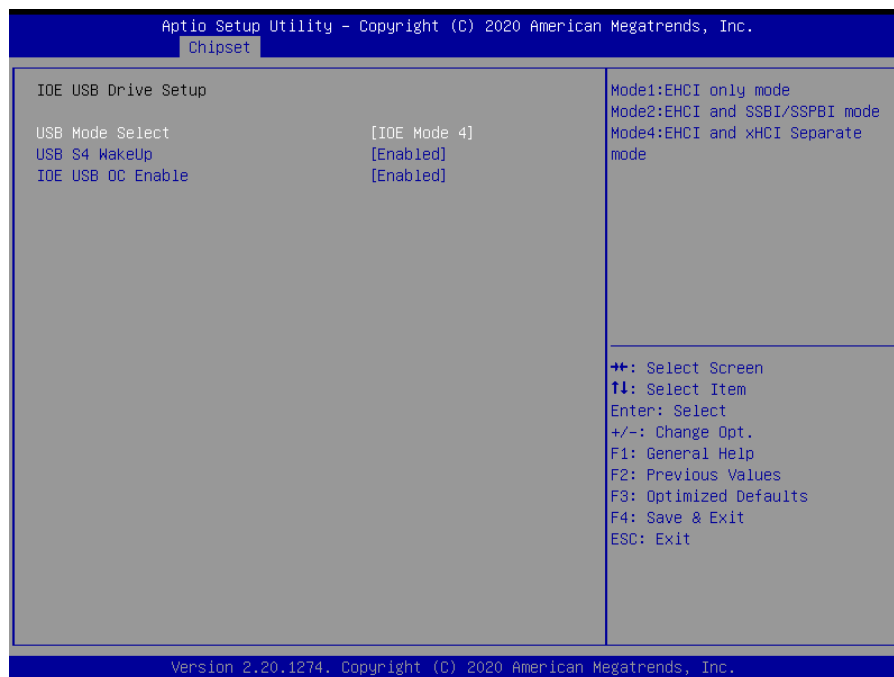 Aptio Setup Utility – Copyright (C) 2020 American Megatrends, Inc.
Chipset
IOE USB Drive Setup
USB Mode Select [IOE Mode 4]
USB S4 WakeUp [Enabled]
IOE USB OC Enable [Enabled]
Mode1:EHCI only mode
Mode2:EHCI and SSBI/SSPBI mode
Mode4:EHCI and xHCI Separate
mode
→←: Select Screen
↑↓: Select Item
Enter: Select
+/-: Change Opt.
F1: General Help
F2: Previous Values
F3: Optimized Defaults
F4: Save & Exit
ESC: Exit
Version 2.20.1274. Copyright (C) 2020 American Megatrends, Inc.